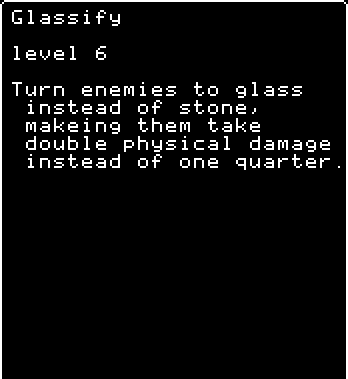 Glassify
level 6
Turn enemies to glass
instead of stone,
makeing them take
double physical damage
instead of one quarter.